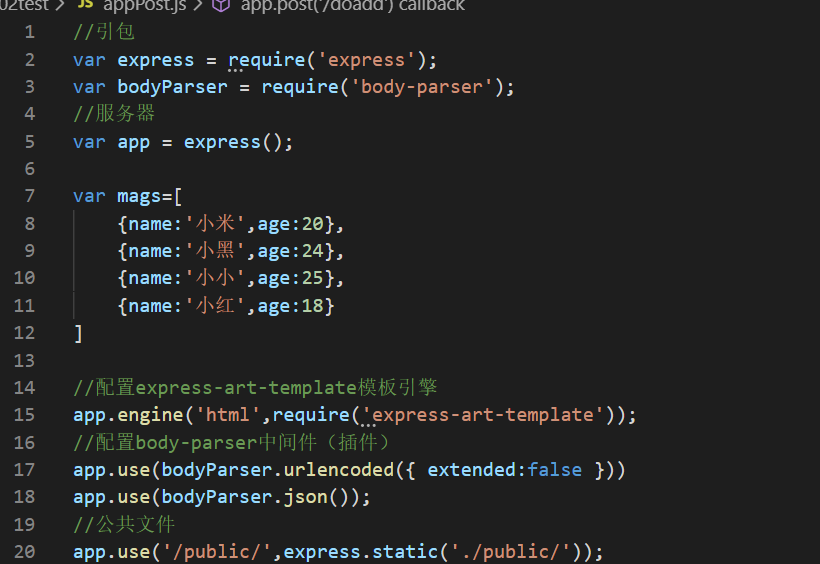 02test > JS appPost.js > app.post('/doadd') callback
1 //引包
2 var express = require('express');
3 var bodyParser = require('body-parser');
4 //服务器
5 var app = express();
6
7 var mags=[
8 {name:'小米',age:20},
9 {name:'小黑',age:24},
10 {name:'小小',age:25},
11 {name:'小红',age:18}
12 ]
13
14 //配置express-art-template模板引擎
15 app.engine('html',require('express-art-template'));
16 //配置body-parser中间件（插件）
17 app.use(bodyParser.urlencoded({ extended:false }))
18 app.use(bodyParser.json());
19 //公共文件
20 app.use('/public/',express.static('./public/'));